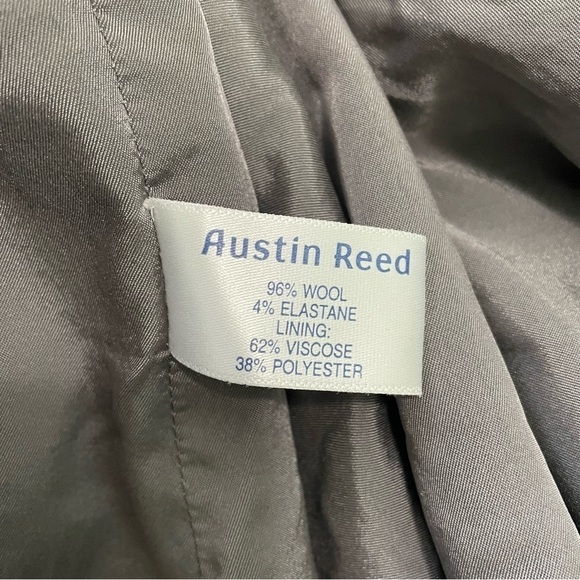 Austin Reed
96% WOOL
4% ELASTANE
LINING:
62% VISCOSE
38% POLYESTER